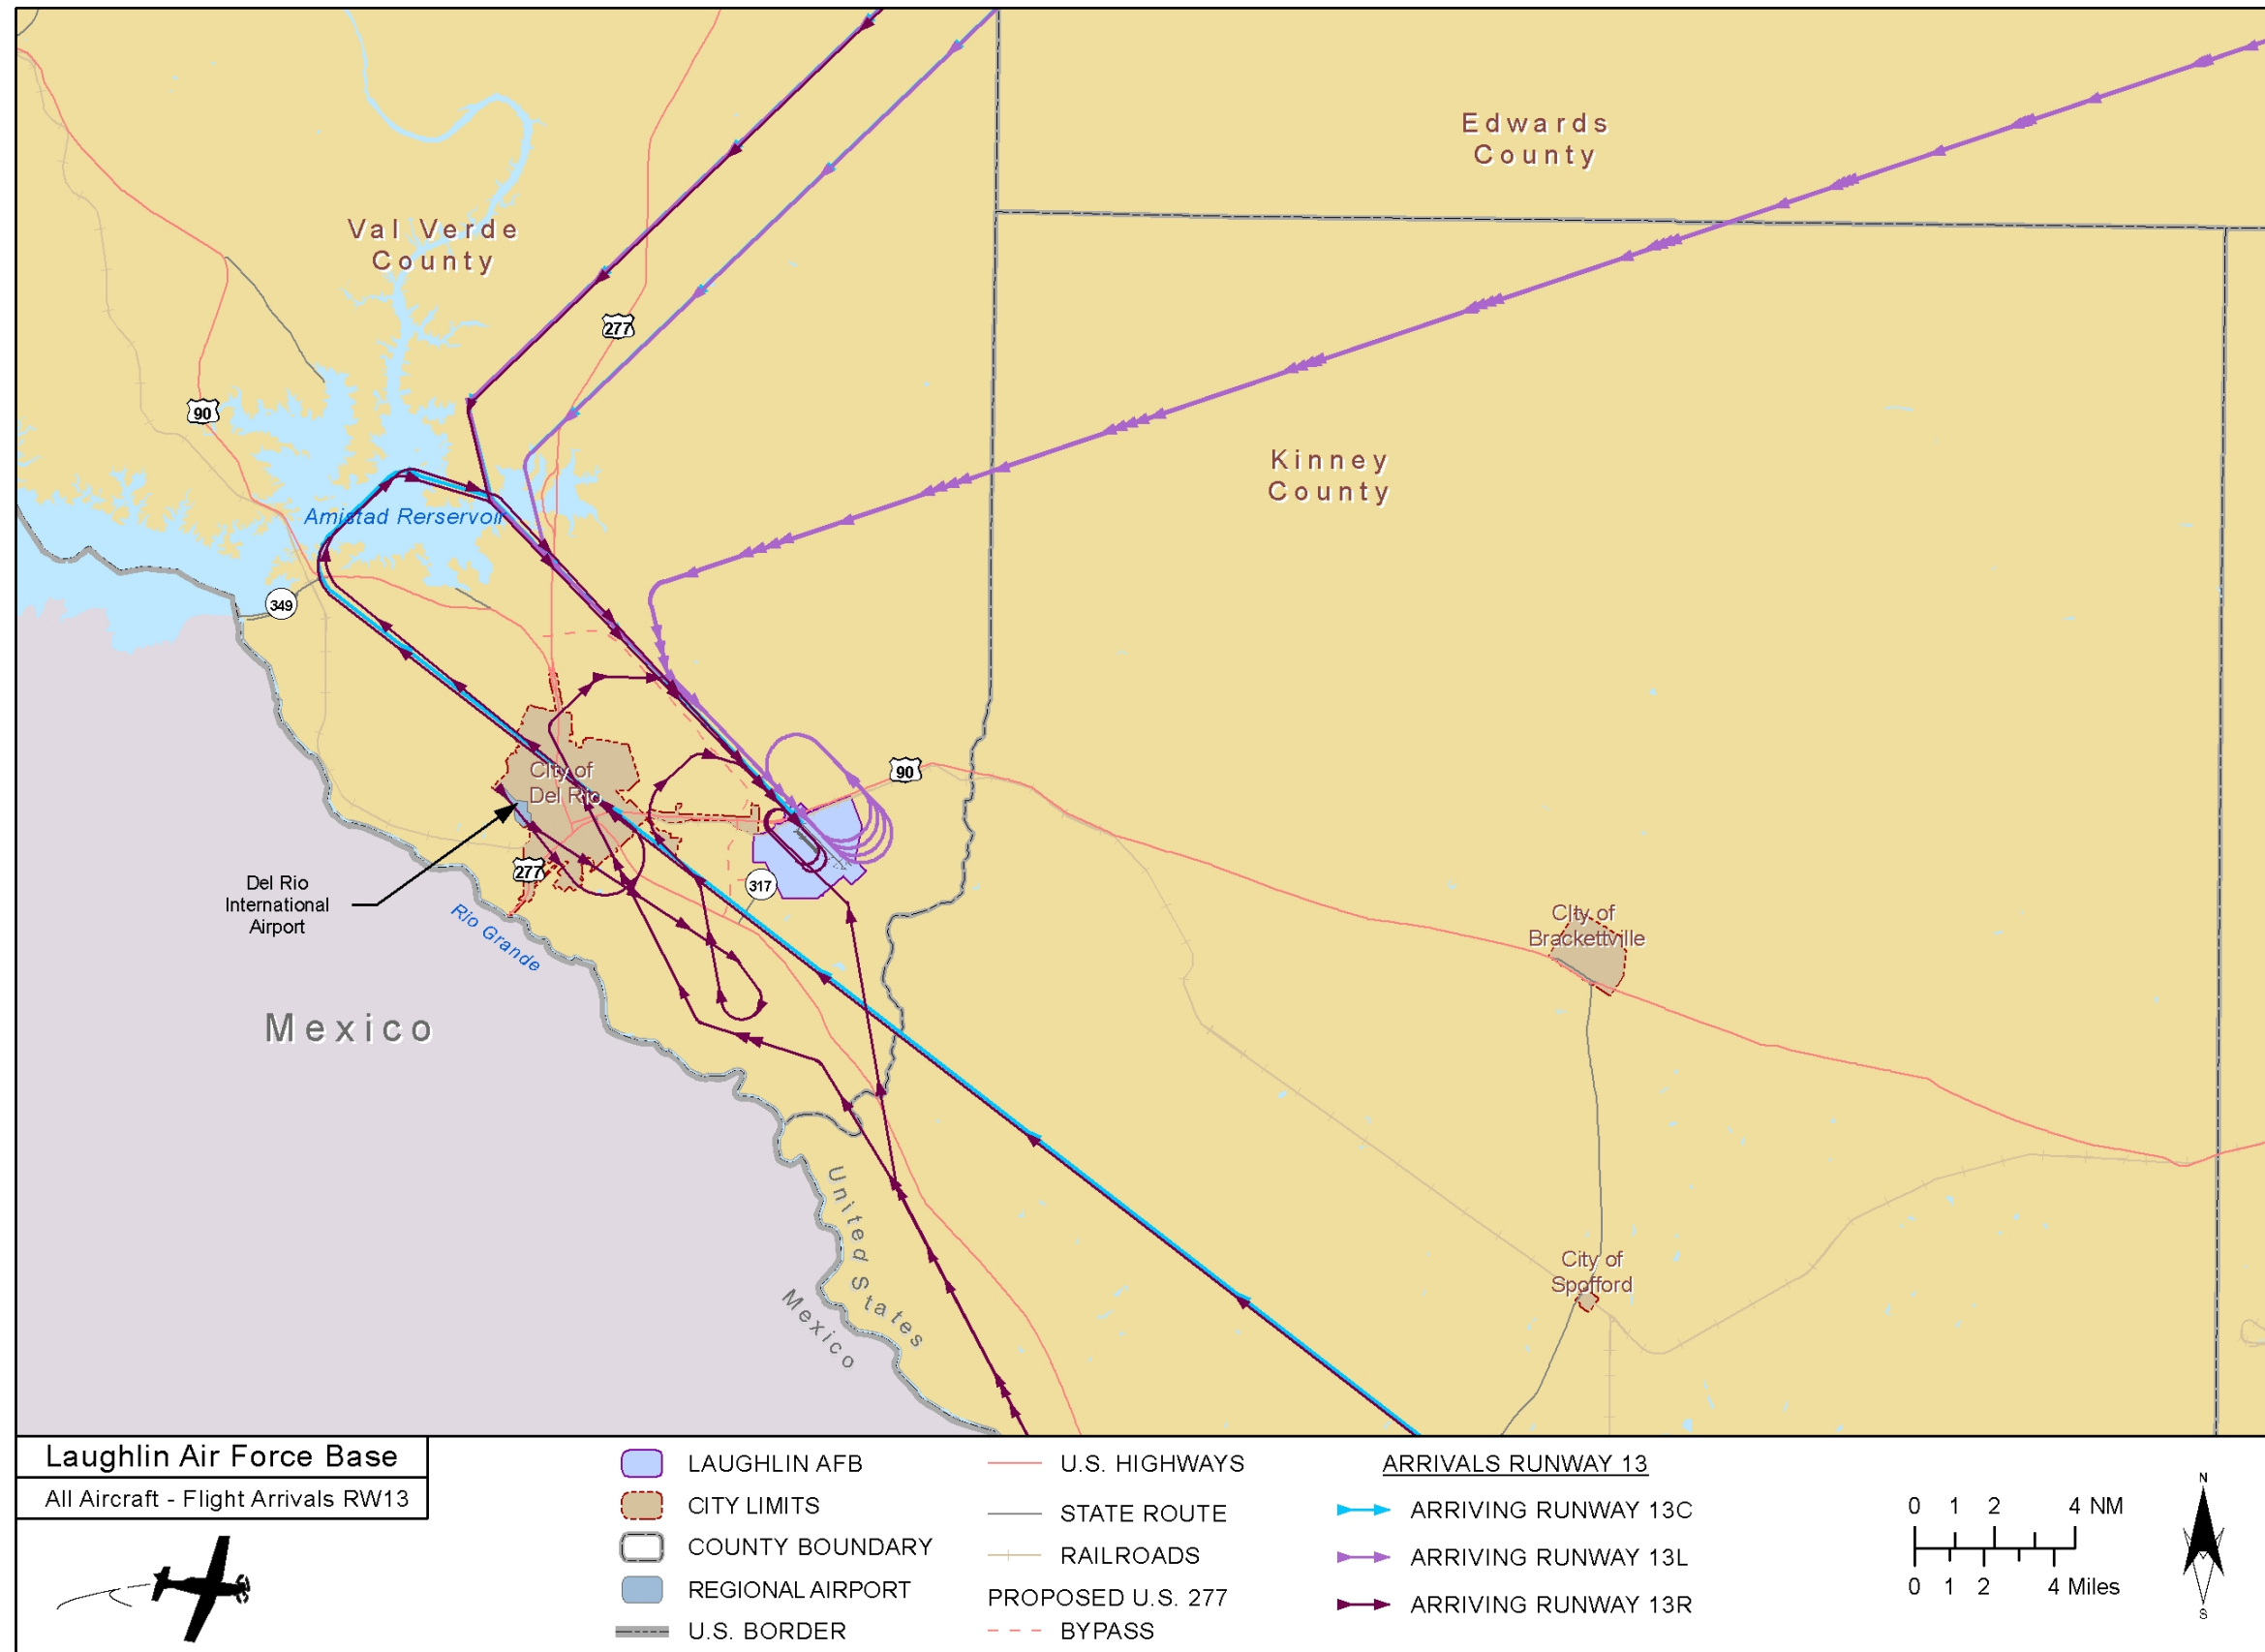 Edwards
County
Val Verde
County
277
90
Kinney
County
Amistad Rerservoir
349
90
City of
Del Rio
277
317
Del Rio
International
Airport
Rio Grande
City of
Brackettville
Mexico
United States
Mexico
City of
Spofford
Laughlin Air Force Base
All Aircraft - Flight Arrivals RW13
LAUGHLIN AFB
CITY LIMITS
COUNTY BOUNDARY
REGIONAL AIRPORT
U.S. BORDER
U.S. HIGHWAYS
STATE ROUTE
RAILROADS
PROPOSED U.S. 277
BYPASS
ARRIVALS RUNWAY 13
ARRIVING RUNWAY 13C
ARRIVING RUNWAY 13L
ARRIVING RUNWAY 13R
0 1 2 4 NM
0 1 2 4 Miles
N
S